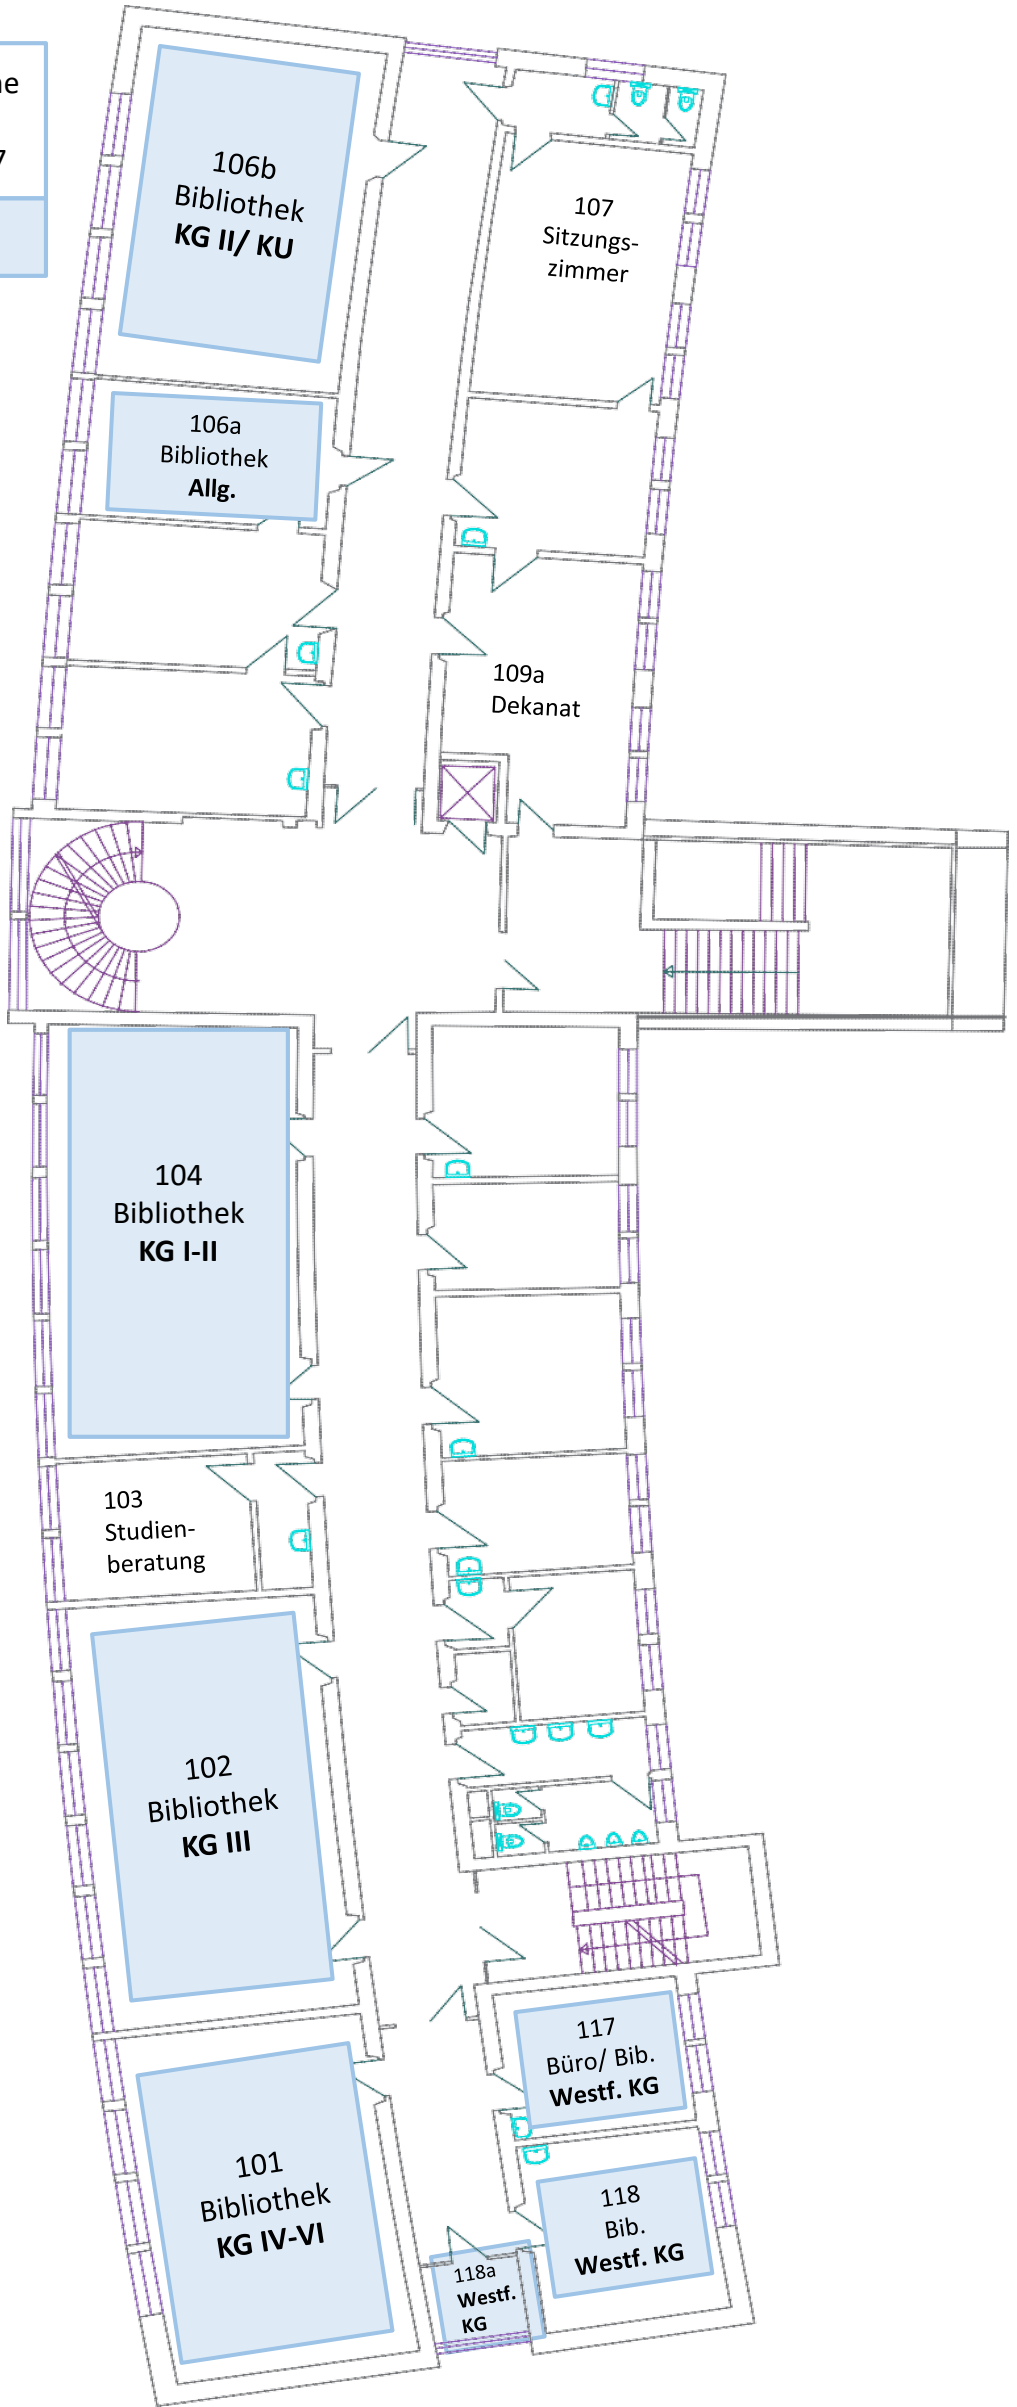 106b
Bibliothek
KG II/ KU
107
Sitzungs-
zimmer
106a
Bibliothek
Allg.
109a
Dekanat
104
Bibliothek
KG I-II
103
Studien-
beratung
102
Bibliothek
KG III
117
Büro/ Bib.
Westf. KG
101
Bibliothek
KG IV-VI
118
Bib.
Westf. KG
118a
Westf.
KG